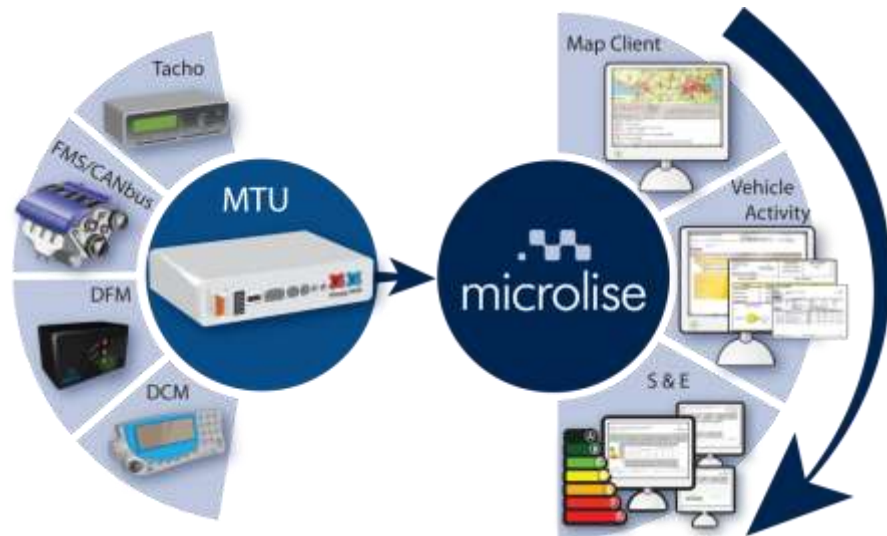 Tacho
FMS/CANbus
MTU
DFM
DCM
microlise
Map Client
Vehicle
Activity
S & E